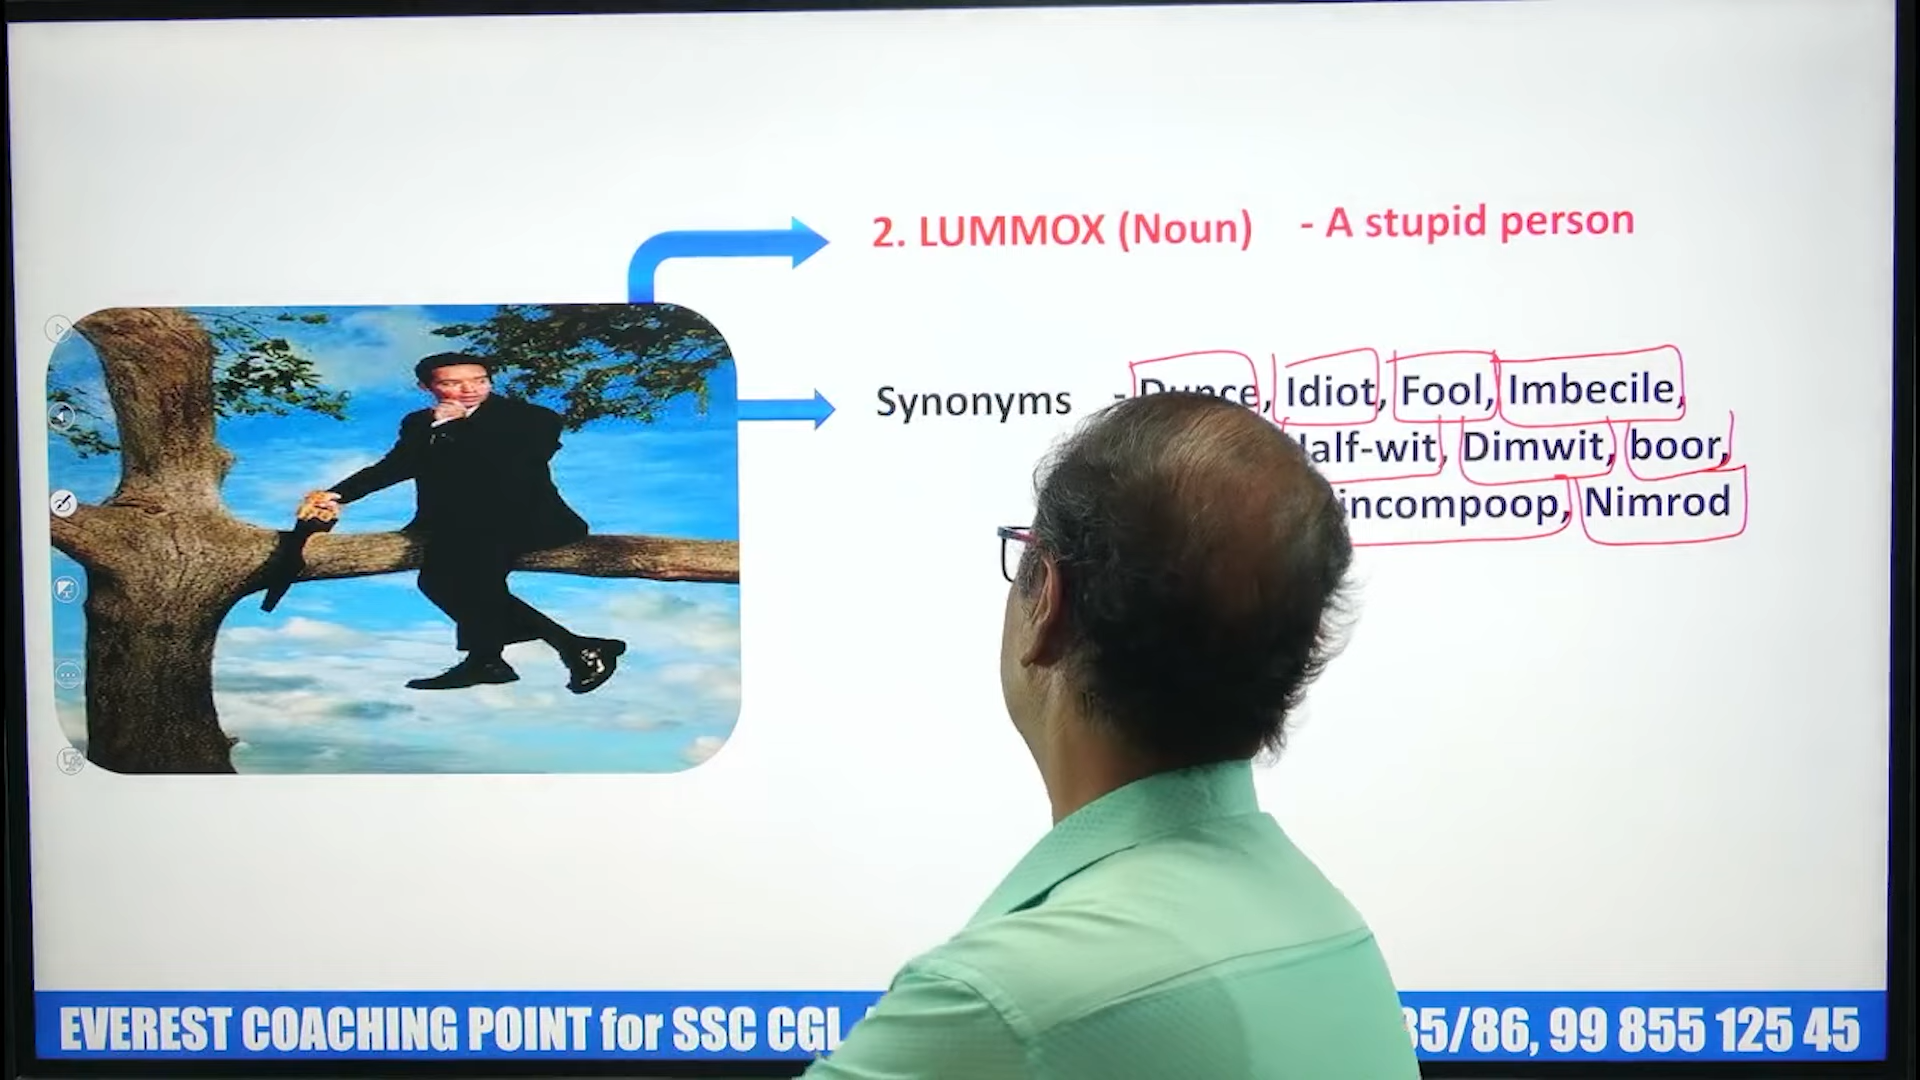 2. LUMMOX (Noun) - A stupid person
Synonyms - Dunce, Idiot, Fool, Imbecile,
Half-wit, Dimwit, boor,
incompoop, Nimrod
EVEREST COACHING POINT for SSC CGL 35/86, 99 855 125 45